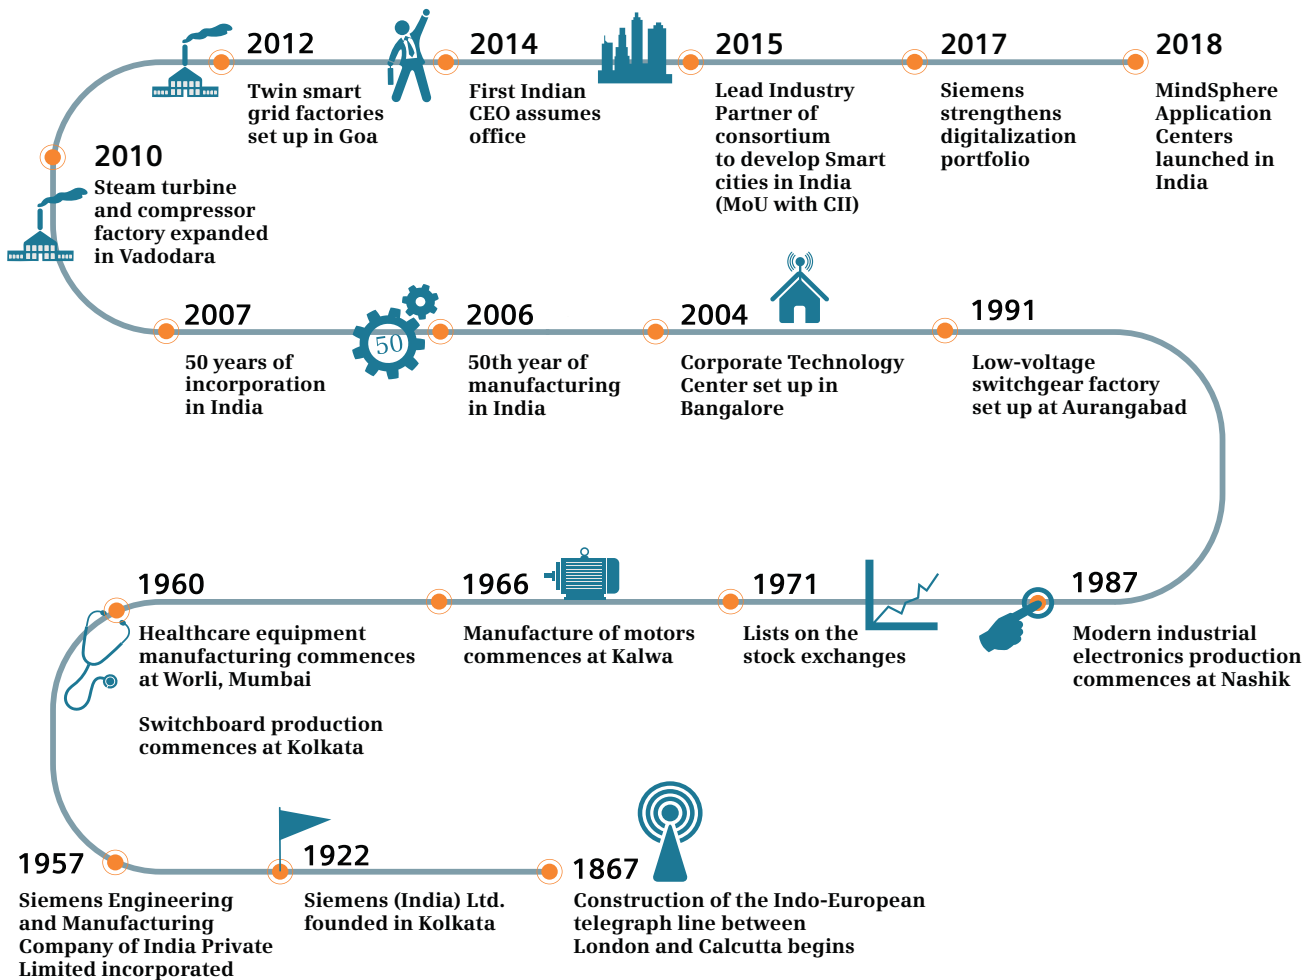 2012
Twin smart
grid factories
set up in Goa
2014
First Indian
CEO assumes
office
2015
Lead Industry
Partner of
consortium
to develop Smart
cities in India
(MoU with CII)
2017
Siemens
strengthens
digitalization
portfolio
2018
MindSphere
Application
Centers
launched in
India
2010
Steam turbine
and compressor
factory expanded
in Vadodara
2007
50 years of
incorporation
in India
50
2006
50th year of
manufacturing
in India
2004
Corporate Technology
Center set up in
Bangalore
1991
Low-voltage
switchgear factory
set up at Aurangabad
1960
Healthcare equipment
manufacturing commences
at Worli, Mumbai
Switchboard production
commences at Kolkata
1966
Manufacture of motors
commences at Kalwa
1971
Lists on the
stock exchanges
1987
Modern industrial
electronics production
commences at Nashik
1957
Siemens Engineering
and Manufacturing
Company of India Private
Limited incorporated
1922
Siemens (India) Ltd.
founded in Kolkata
1867
Construction of the Indo-European
telegraph line between
London and Calcutta begins